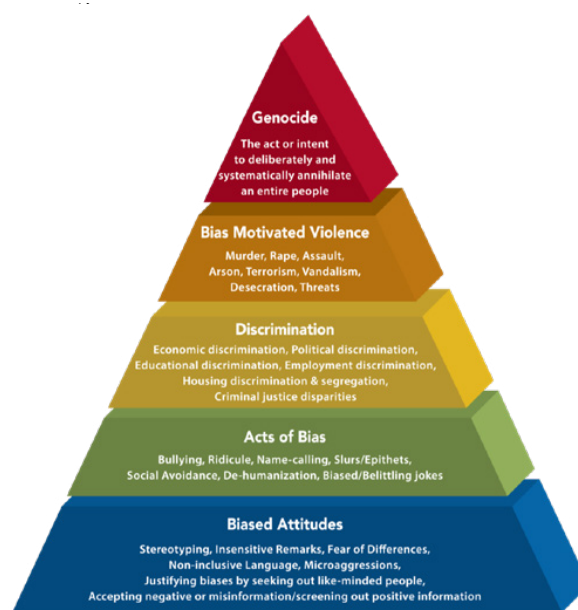 Genocide
The act or intent
to deliberately and
systematically annihilate
an entire people
Bias Motivated Violence
Murder, Rape, Assault,
Arson, Terrorism, Vandalism,
Desecration, Threats
Discrimination
Economic discrimination, Political discrimination,
Educational discrimination, Employment discrimination,
Housing discrimination & segregation,
Criminal justice disparities
Acts of Bias
Bullying, Ridicule, Name-calling, Slurs/Epithets,
Social Avoidance, De-humanization, Biased/Belittling jokes
Biased Attitudes
Stereotyping, Insensitive Remarks, Fear of Differences,
Non-inclusive Language, Microaggressions,
Justifying biases by seeking out like-minded people,
Accepting negative or misinformation/screening out positive information